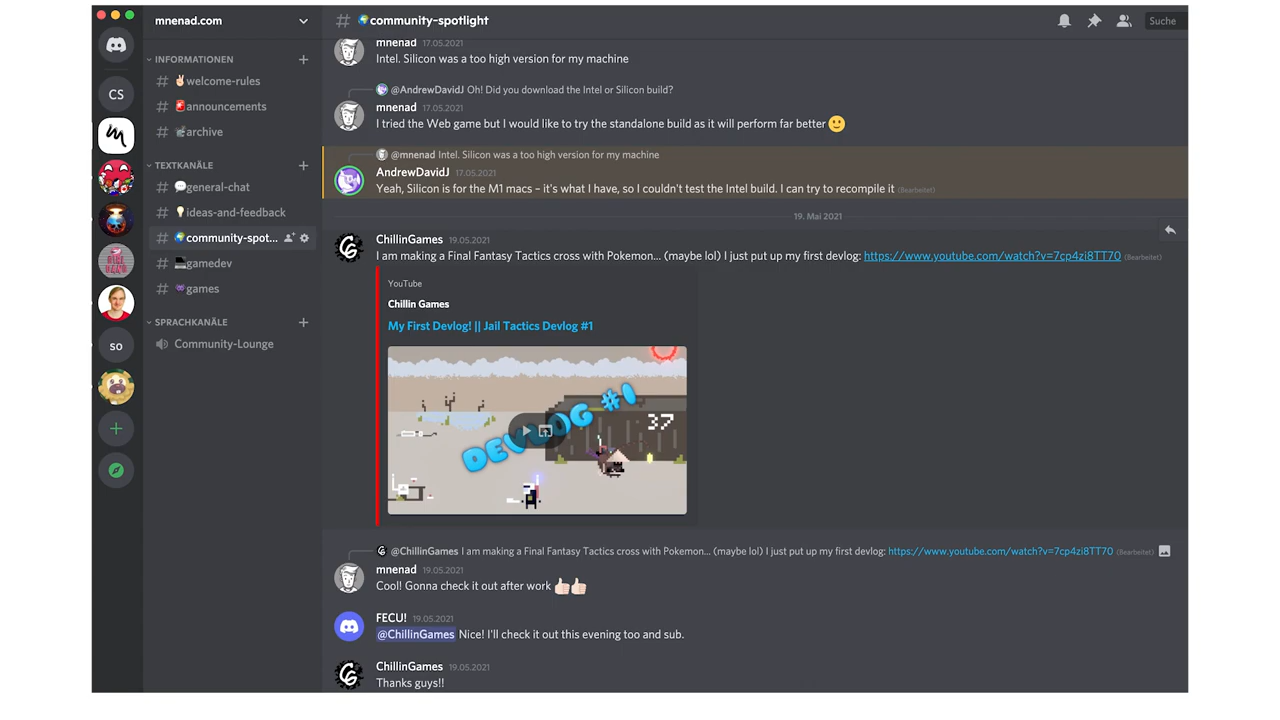 mnenad.com
CS
SO
INFORMATIONEN
welcome-rules
announcements
archive
TEXTKANÄLE
general-chat
ideas-and-feedback
community-spot...
gamedev
games
SPRACHKANÄLE
Community-Lounge
community-spotlight
Suche
mnenad 17.05.2021
Intel. Silicon was a too high version for my machine
@AndrewDavidJ Oh! Did you download the Intel or Silicon build?
mnenad 17.05.2021
I tried the Web game but I would like to try the standalone build as it will perform far better
@mnenad Intel. Silicon was a too high version for my machine
AndrewDavidJ 17.05.2021
Yeah, Silicon is for the M1 macs – it's what I have, so I couldn't test the Intel build. I can try to recompile it (Bearbeitet)
19. Mai 2021
ChillinGames 19.05.2021
I am making a Final Fantasy Tactics cross with Pokemon... (maybe lol) I just put up my first devlog: https://www.youtube.com/watch?v=7cp4zi8TT70 (Bearbeitet)
YouTube
Chillin Games
My First Devlog! || Jail Tactics Devlog #1
DEVLOG #1
37
@ChillinGames I am making a Final Fantasy Tactics cross with Pokemon... (maybe lol) I just put up my first devlog: https://www.youtube.com/watch?v=7cp4zi8TT70 (Bearbeitet)
mnenad 19.05.2021
Cool! Gonna check it out after work
FECU! 19.05.2021
@ChillinGames Nice! I'll check it out this evening too and sub.
ChillinGames 19.05.2021
Thanks guys!!